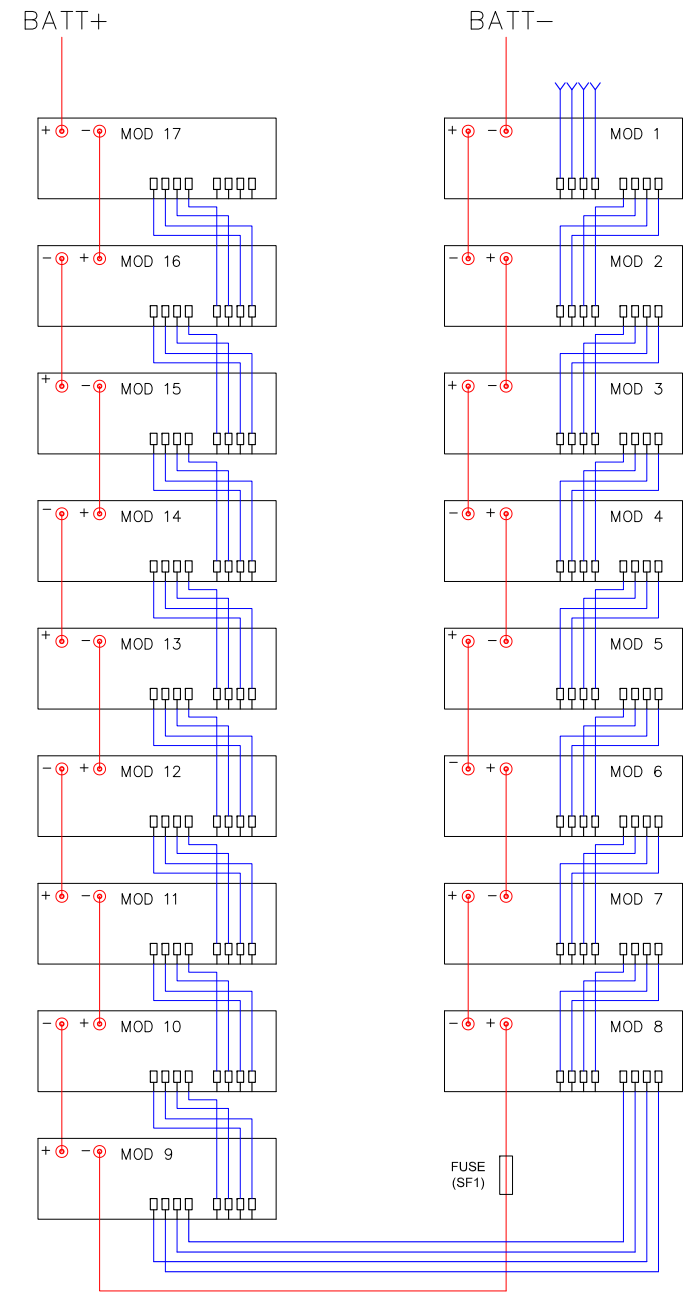 BATT+
BATT-
+ - MOD 17
+ - MOD 1
- + MOD 16
- + MOD 2
+ - MOD 15
+ - MOD 3
- + MOD 14
- + MOD 4
+ - MOD 13
+ - MOD 5
- + MOD 12
- + MOD 6
+ - MOD 11
+ - MOD 7
- + MOD 10
- + MOD 8
+ - MOD 9
FUSE
(SF1)